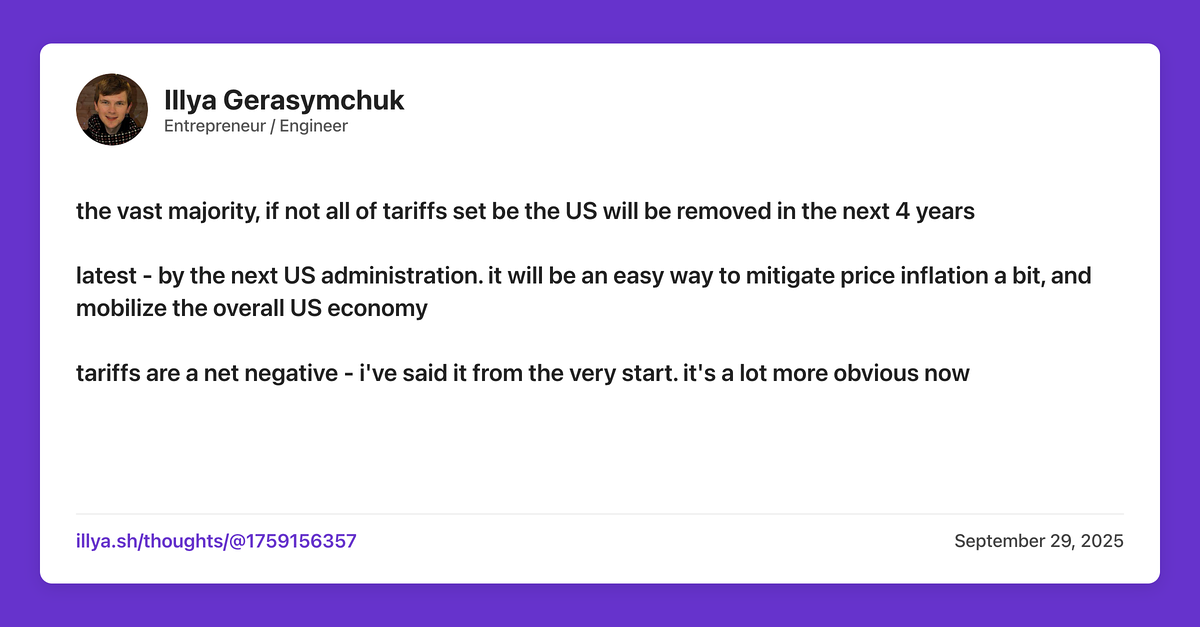 Illya Gerasymchuk
Entrepreneur / Engineer
the vast majority, if not all of tariffs set be the US will be removed in the next 4 years
latest - by the next US administration. it will be an easy way to mitigate price inflation a bit, and
mobilize the overall US economy
tariffs are a net negative - i've said it from the very start. it's a lot more obvious now
illya.sh/thoughts/@1759156357
September 29, 2025